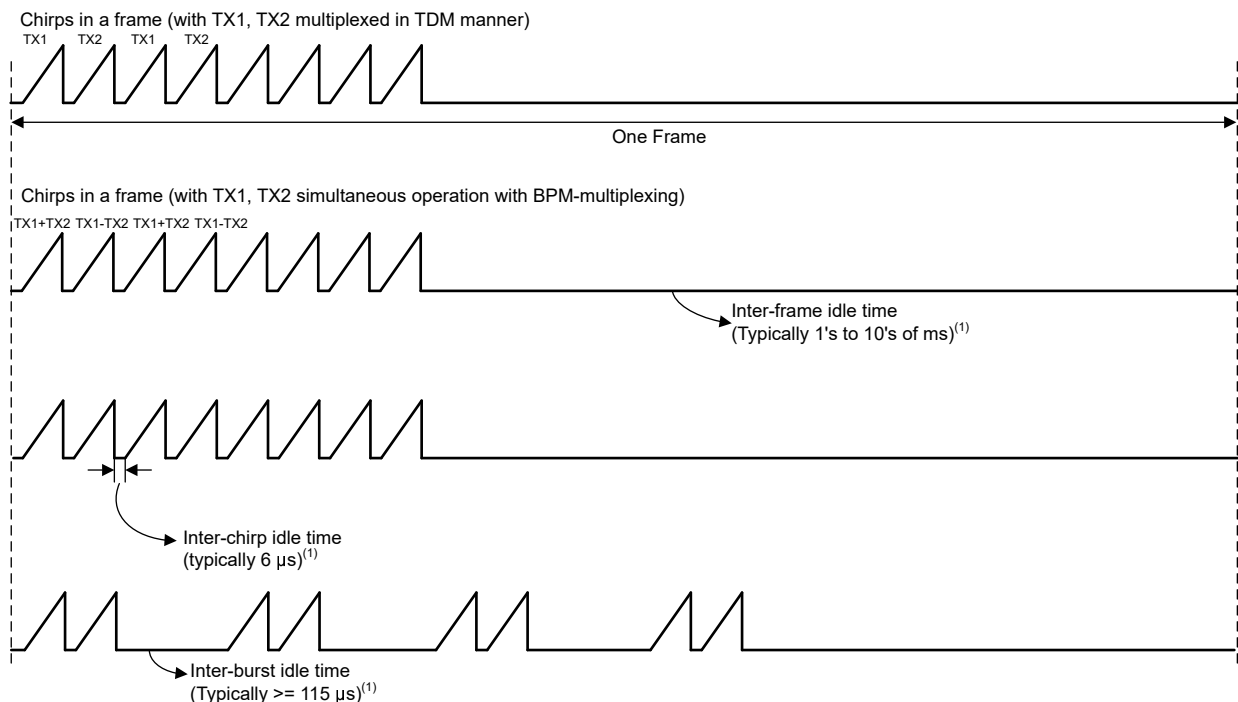 Chirps in a frame (with TX1, TX2 multiplexed in TDM manner)
TX1 TX2 TX1 TX2
One Frame
Chirps in a frame (with TX1, TX2 simultaneous operation with BPM-multiplexing)
TX1+TX2 TX1-TX2 TX1+TX2 TX1-TX2
Inter-frame idle time
(Typically 1's to 10's of ms)(1)
Inter-chirp idle time
(typically 6 µs)(1)
Inter-burst idle time
(Typically >= 115 µs)(1)